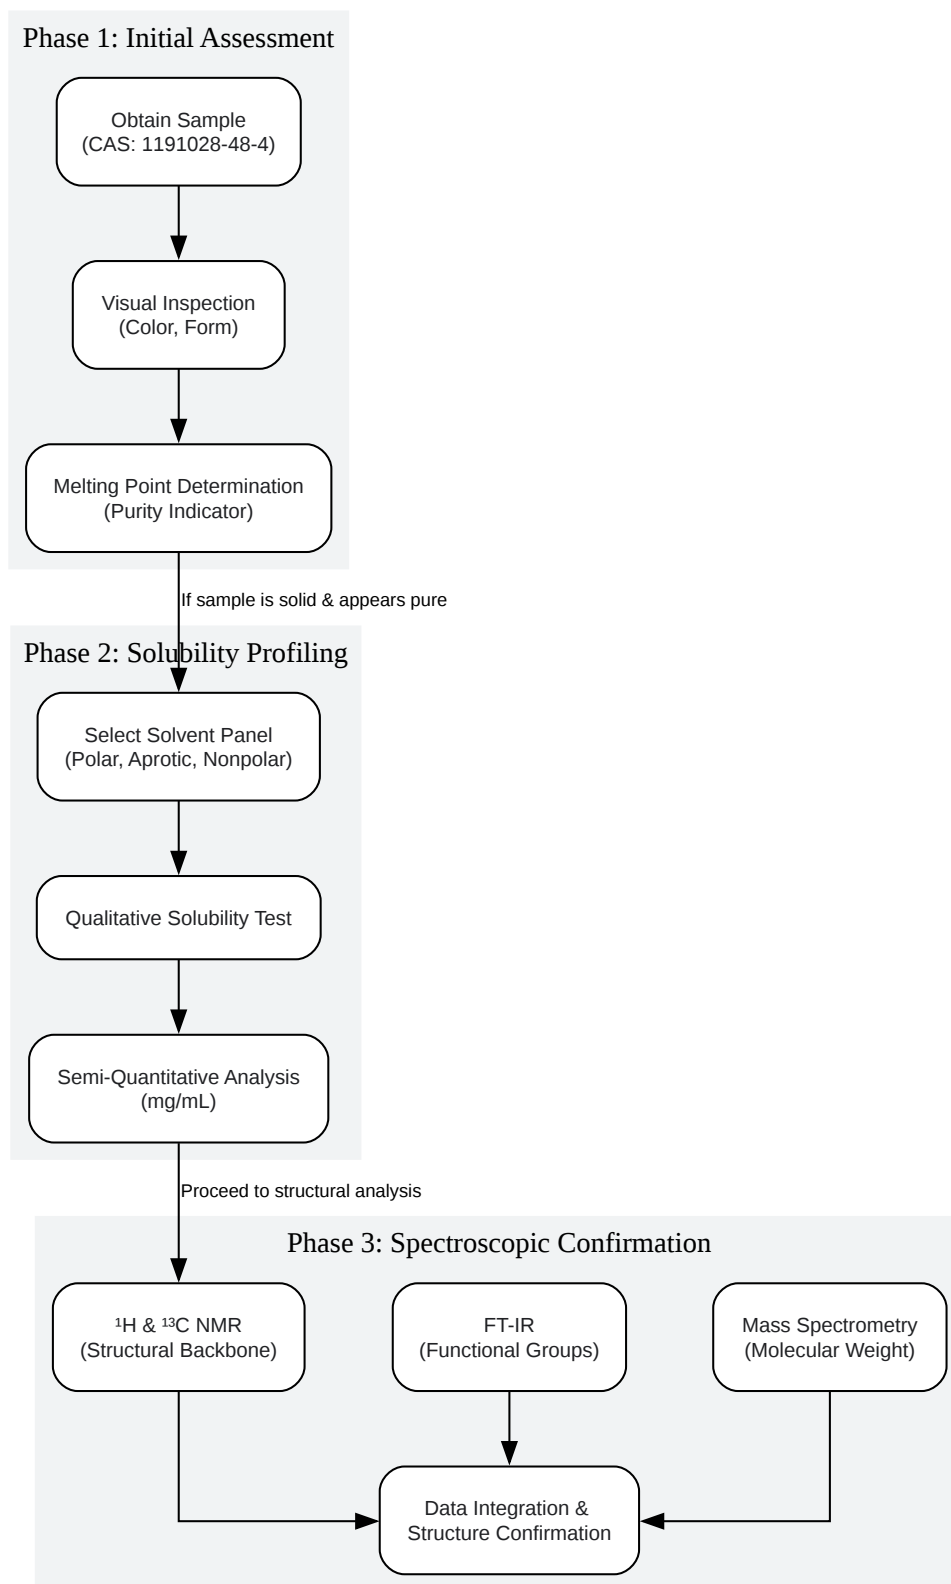 Phase 1: Initial Assessment
Obtain Sample
(CAS: 1191028-48-4)
Visual Inspection
(Color, Form)
Melting Point Determination
(Purity Indicator)
If sample is solid & appears pure
Phase 2: Solubility Profiling
Select Solvent Panel
(Polar, Aprotic, Nonpolar)
Qualitative Solubility Test
Semi-Quantitative Analysis
(mg/mL)
Proceed to structural analysis
Phase 3: Spectroscopic Confirmation
¹H & ¹³C NMR
(Structural Backbone)
FT-IR
(Functional Groups)
Mass Spectrometry
(Molecular Weight)
Data Integration &
Structure Confirmation